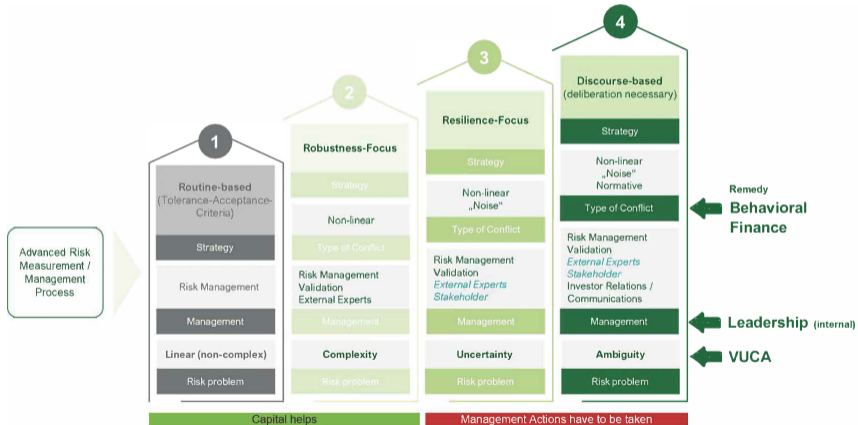 Advanced Risk
Measurement /
Management
Process
1
Routine-based
(Tolerance-Acceptance-
Criteria)
Strategy
Risk Management
Management
Linear (non-complex)
Risk problem
2
Robustness-Focus
Strategy
Non-linear
Type of Conflict
Risk Management
Validation
External Experts
Management
Complexity
Risk problem
Capital helps
3
Resilience-Focus
Strategy
Non-linear
„Noise“
Type of Conflict
Risk Management
Validation
External Experts
Stakeholder
Management
Uncertainty
Risk problem
4
Discourse-based
(deliberation necessary)
Strategy
Non-linear
„Noise“
Normative
Type of Conflict
Risk Management
Validation
External Experts
Stakeholder
Investor Relations /
Communications
Management
Ambiguity
Risk problem
Management Actions have to be taken
Remedy
Behavioral
Finance
Leadership (internal)
VUCA